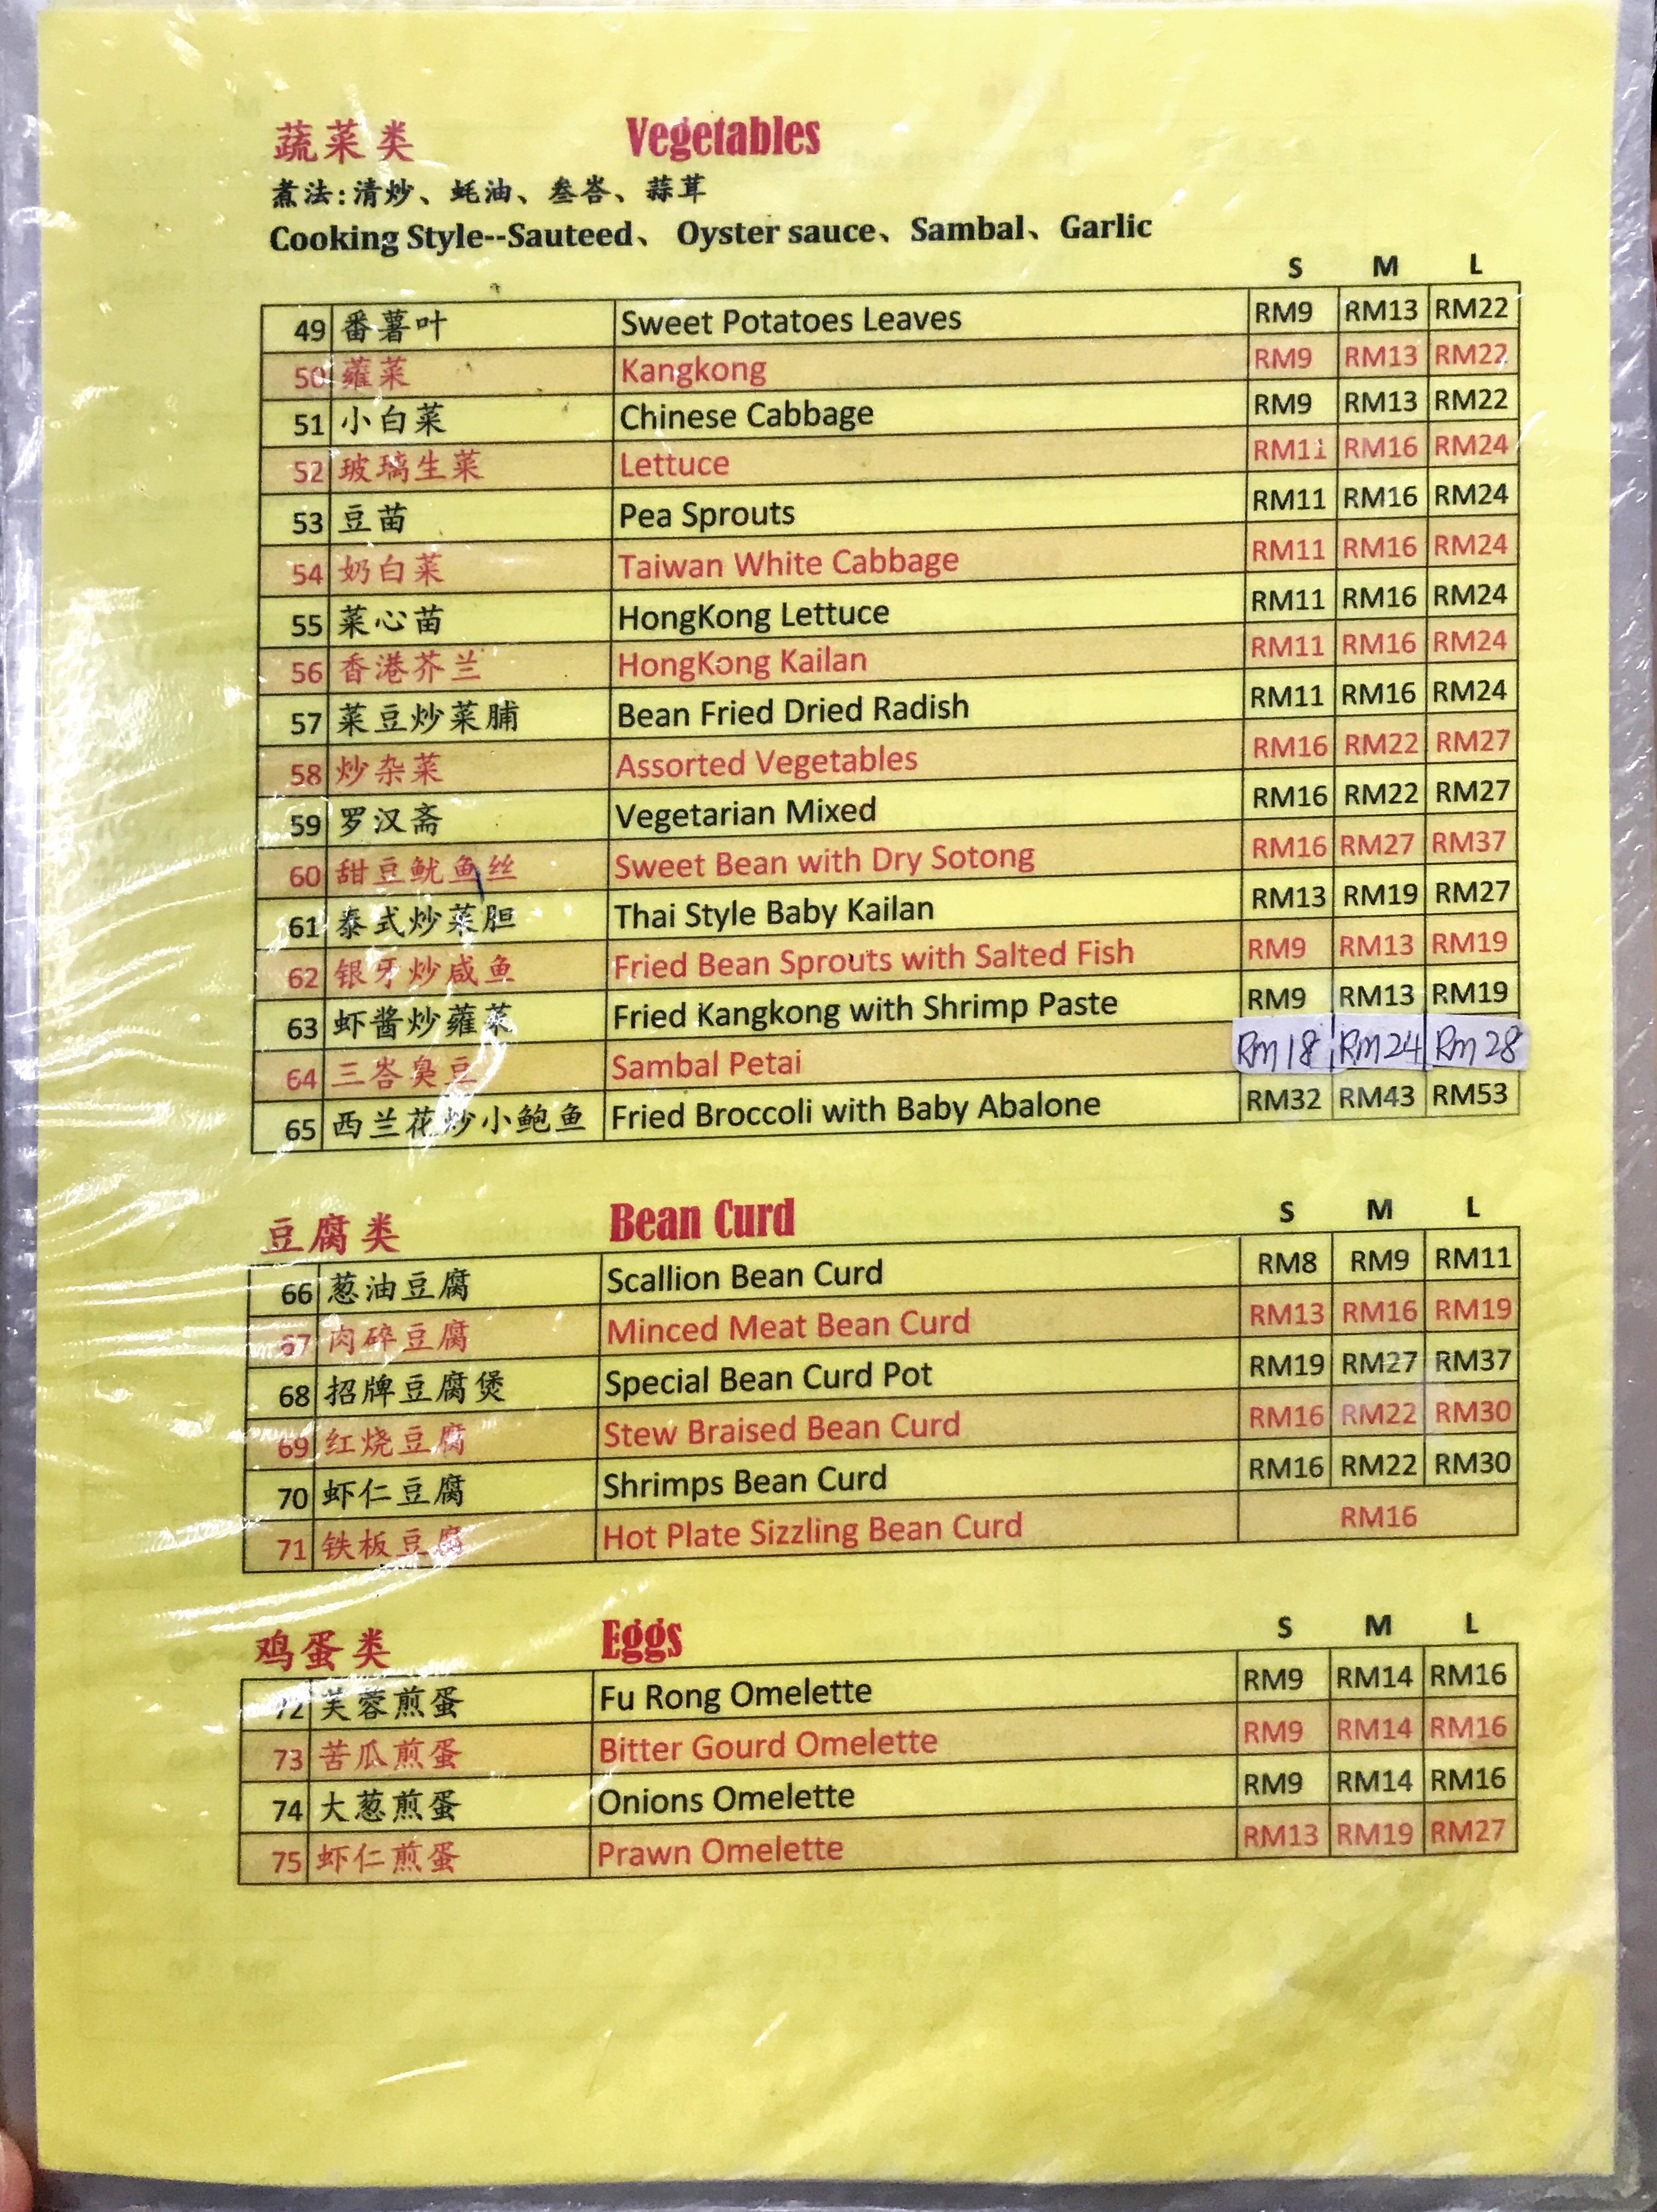 蔬菜类 Vegetables
煮法:清炒、蚝油、叁峇、蒜茸
Cooking Style--Sauteed、 Oyster sauce、Sambal、Garlic
S M L
49 番薯叶 Sweet Potatoes Leaves RM9 RM13 RM22
50 蕹菜 Kangkong RM9 RM13 RM22
51 小白菜 Chinese Cabbage RM9 RM13 RM22
52 玻璃生菜 Lettuce RM11 RM16 RM24
53 豆苗 Pea Sprouts RM11 RM16 RM24
54 奶白菜 Taiwan White Cabbage RM11 RM16 RM24
55 菜心苗 HongKong Lettuce RM11 RM16 RM24
56 香港芥兰 HongKong Kailan RM11 RM16 RM24
57 菜豆炒菜脯 Bean Fried Dried Radish RM11 RM16 RM24
58 炒杂菜 Assorted Vegetables RM16 RM22 RM27
59 罗汉斋 Vegetarian Mixed RM16 RM22 RM27
60 甜豆鱿鱼丝 Sweet Bean with Dry Sotong RM16 RM27 RM37
61 泰式炒菜胆 Thai Style Baby Kailan RM13 RM19 RM27
62 银牙炒咸鱼 Fried Bean Sprouts with Salted Fish RM9 RM13 RM19
63 虾酱炒蕹菜 Fried Kangkong with Shrimp Paste RM9 RM13 RM19
64 三峇臭豆 Sambal Petai Rm18 Rm24 Rm28
65 西兰花炒小鲍鱼 Fried Broccoli with Baby Abalone RM32 RM43 RM53
豆腐类 Bean Curd S M L
66 葱油豆腐 Scallion Bean Curd RM8 RM9 RM11
67 肉碎豆腐 Minced Meat Bean Curd RM13 RM16 RM19
68 招牌豆腐煲 Special Bean Curd Pot RM19 RM27 RM37
69 红烧豆腐 Stew Braised Bean Curd RM16 RM22 RM30
70 虾仁豆腐 Shrimps Bean Curd RM16 RM22 RM30
71 铁板豆腐 Hot Plate Sizzling Bean Curd RM16
鸡蛋类 Eggs S M L
72 芙蓉煎蛋 Fu Rong Omelette RM9 RM14 RM16
73 苦瓜煎蛋 Bitter Gourd Omelette RM9 RM14 RM16
74 大葱煎蛋 Onions Omelette RM9 RM14 RM16
75 虾仁煎蛋 Prawn Omelette RM13 RM19 RM27